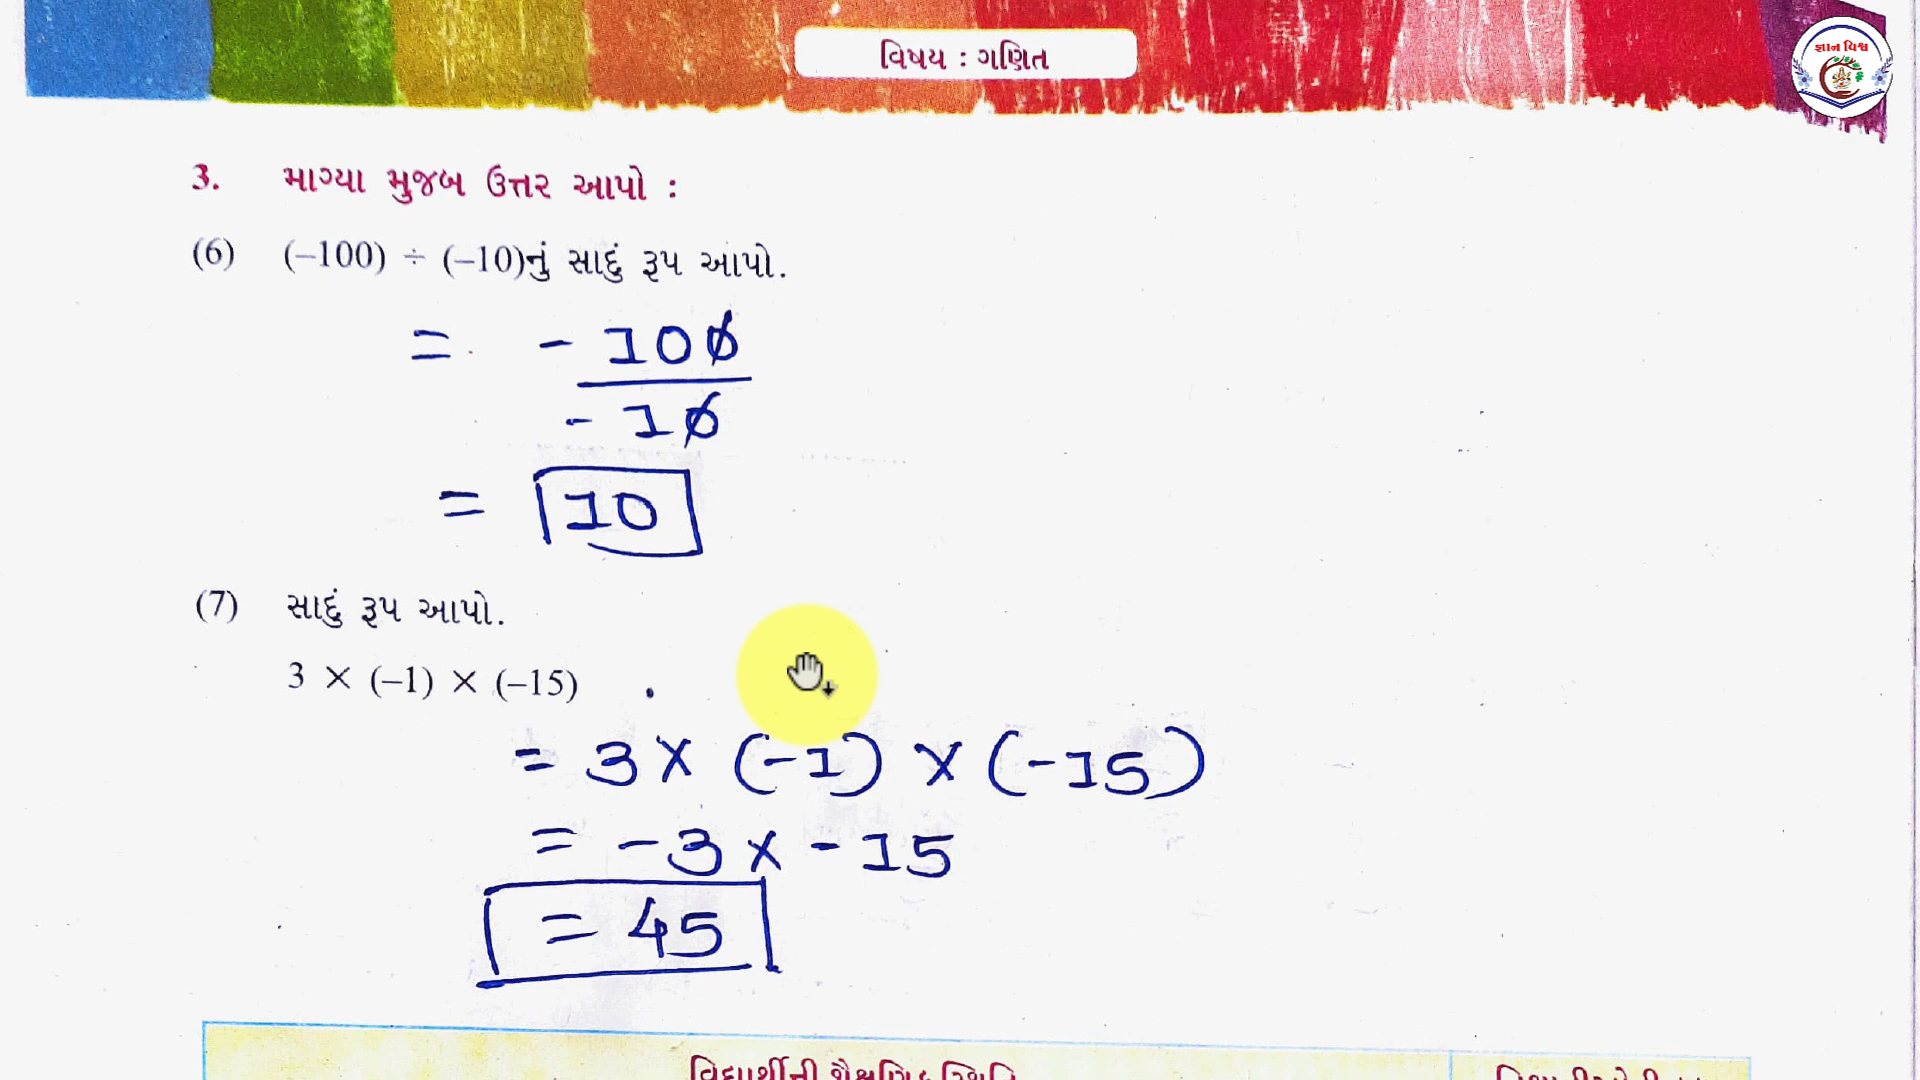 વિષય : ગણિત
જ્ઞાન વિશ્વ
3. માગ્યા મુજબ ઉત્તર આપો :
(6) (–100) ÷ (–10)નું સાદું રૂપ આપો.
= - 100
- 10
= 10
(7) સાદું રૂપ આપો.
3 × (–1) × (–15)
= 3 × (-1) × (-15)
= -3 × -15
= 45
વિદ્યાર્થીની શૈક્ષણિક સ્થિતિ